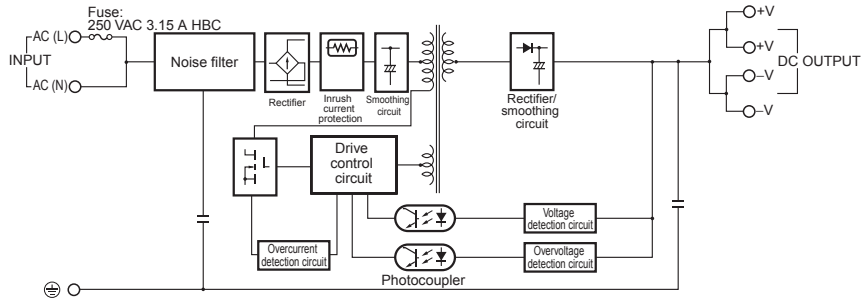 Fuse:
250 VAC 3.15 A HBC
AC (L)
INPUT
AC (N)
Noise filter
Rectifier
Inrush
current
protection
Smoothing
circuit
Rectifier/
smoothing
circuit
+V
+V
DC OUTPUT
–V
–V
Drive
control
circuit
Overcurrent
detection circuit
Voltage
detection circuit
Overvoltage
detection circuit
Photocoupler